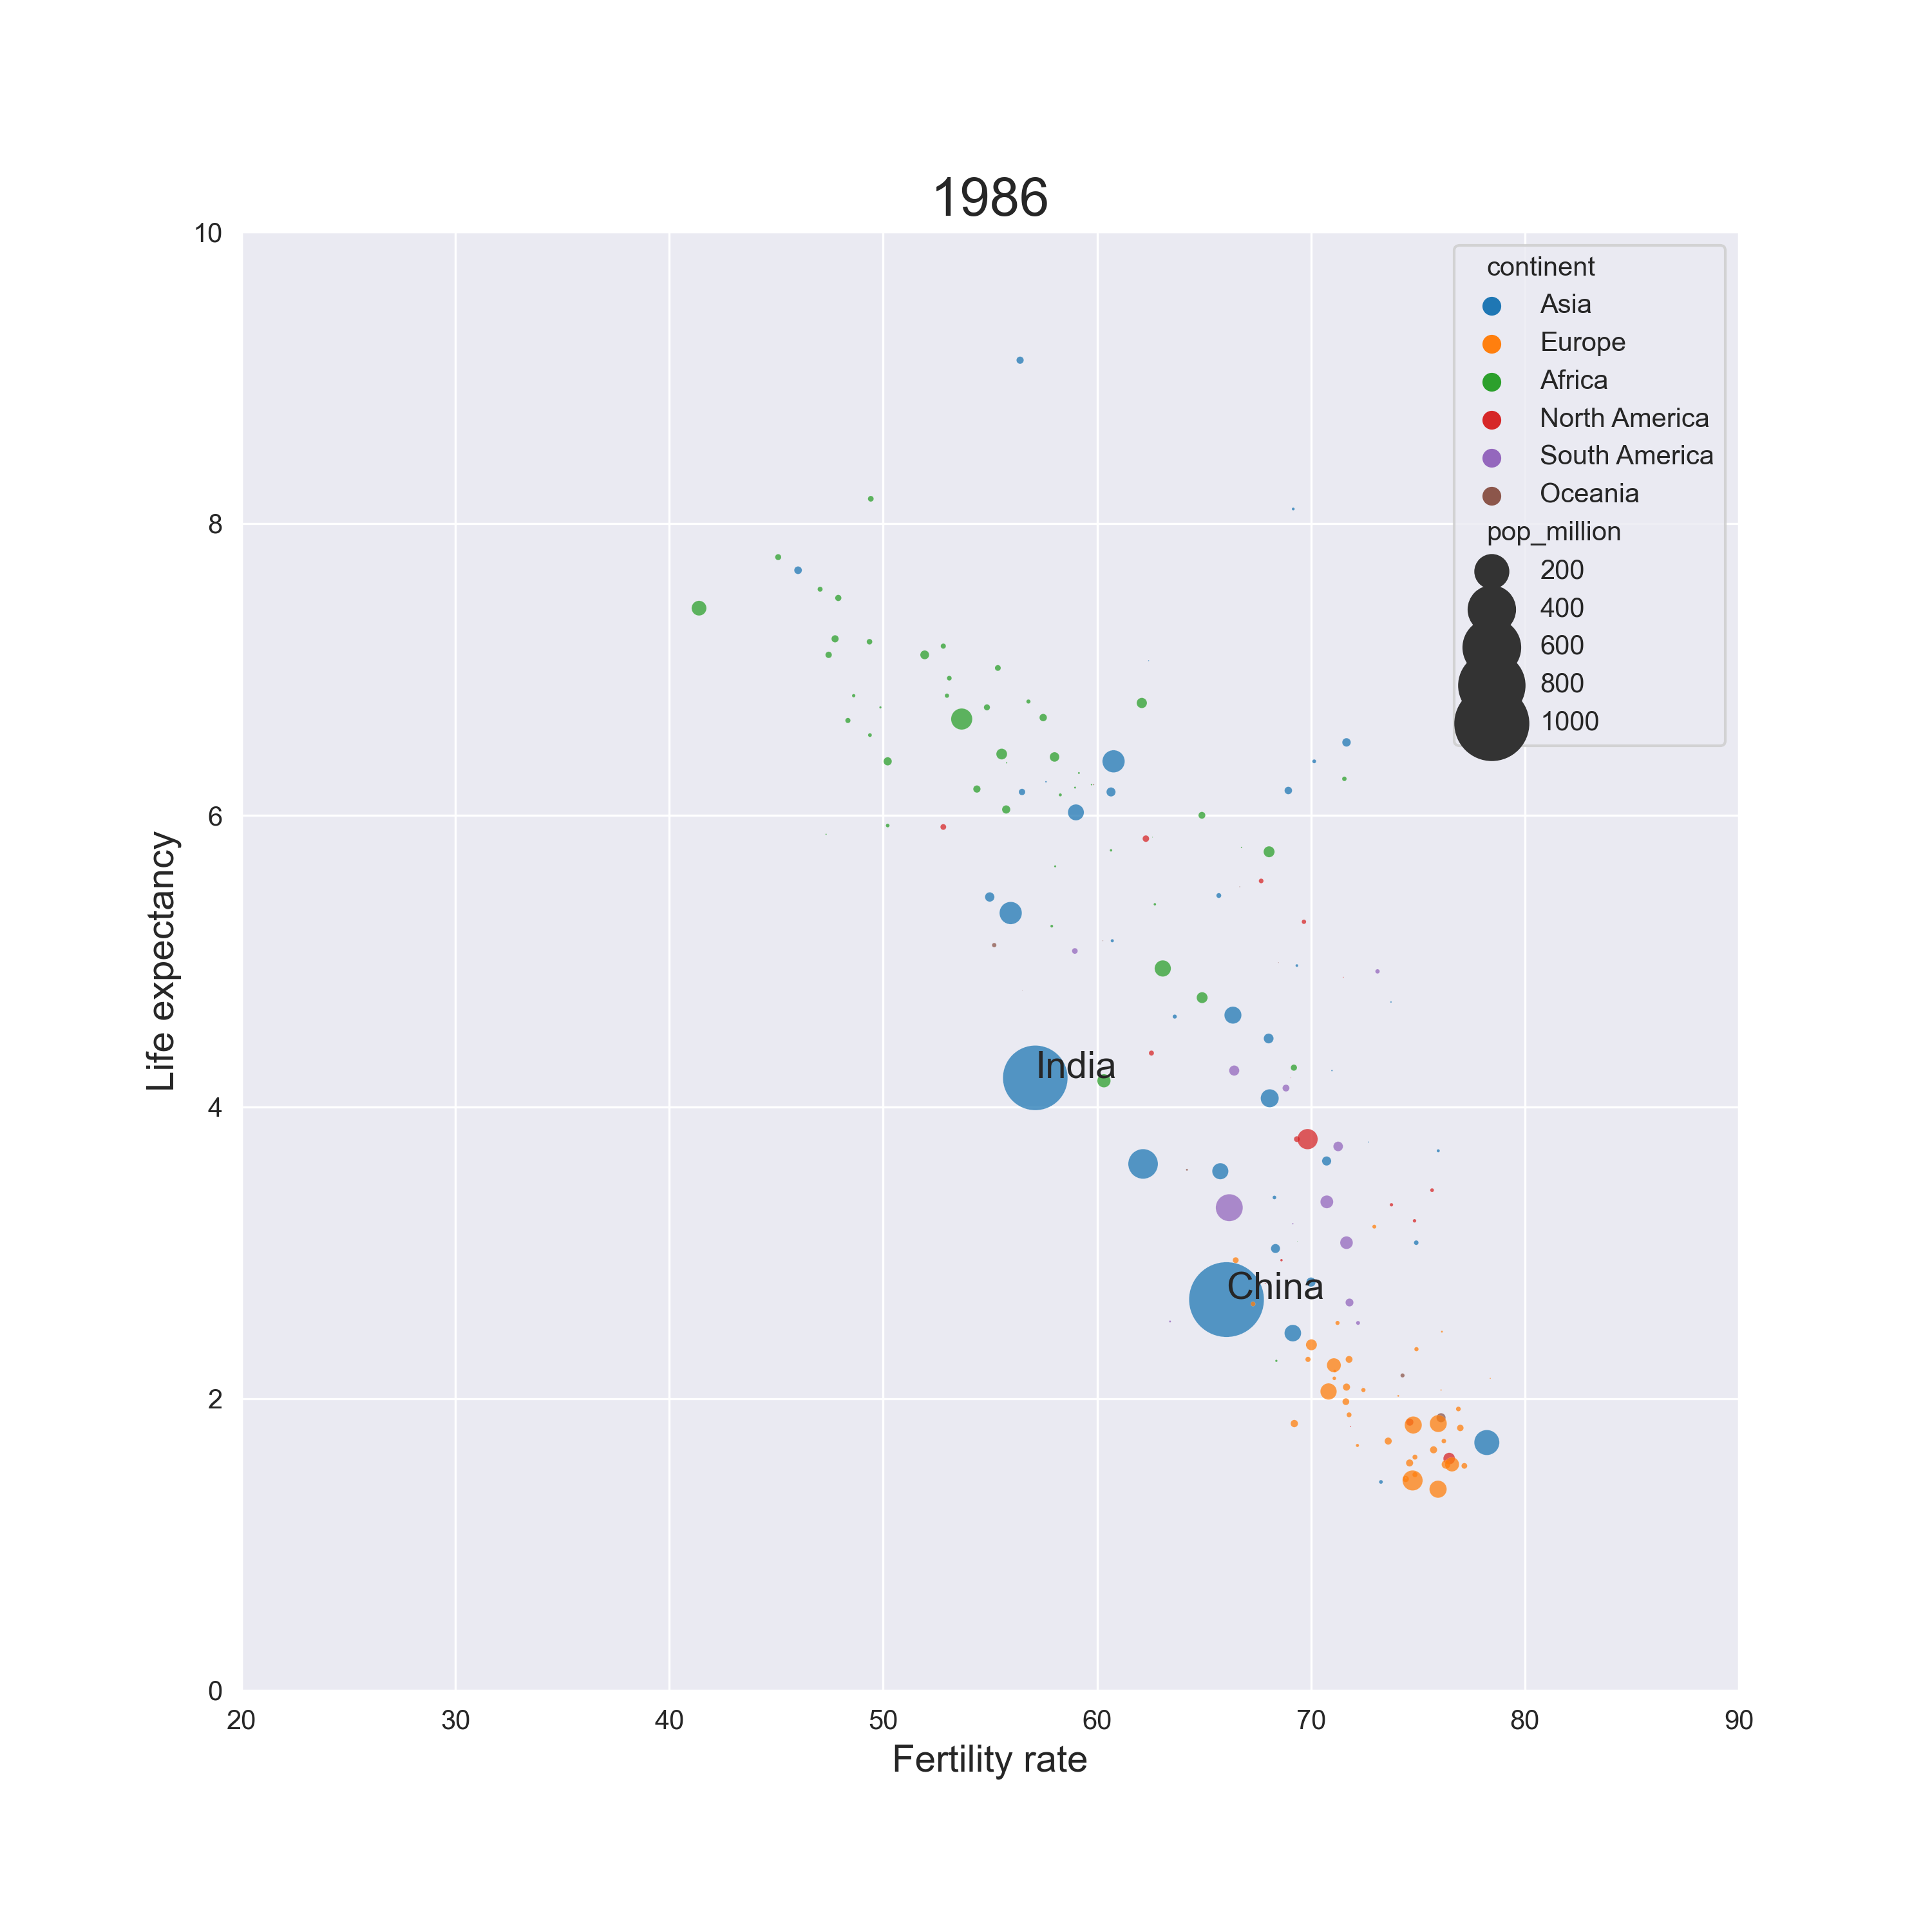 1986
continent
Asia
Europe
Africa
North America
South America
Oceania
pop_million
200
400
600
800
1000
10
8
6
4
2
0
Life expectancy
India
China
20 30 40 50 60 70 80 90
Fertility rate